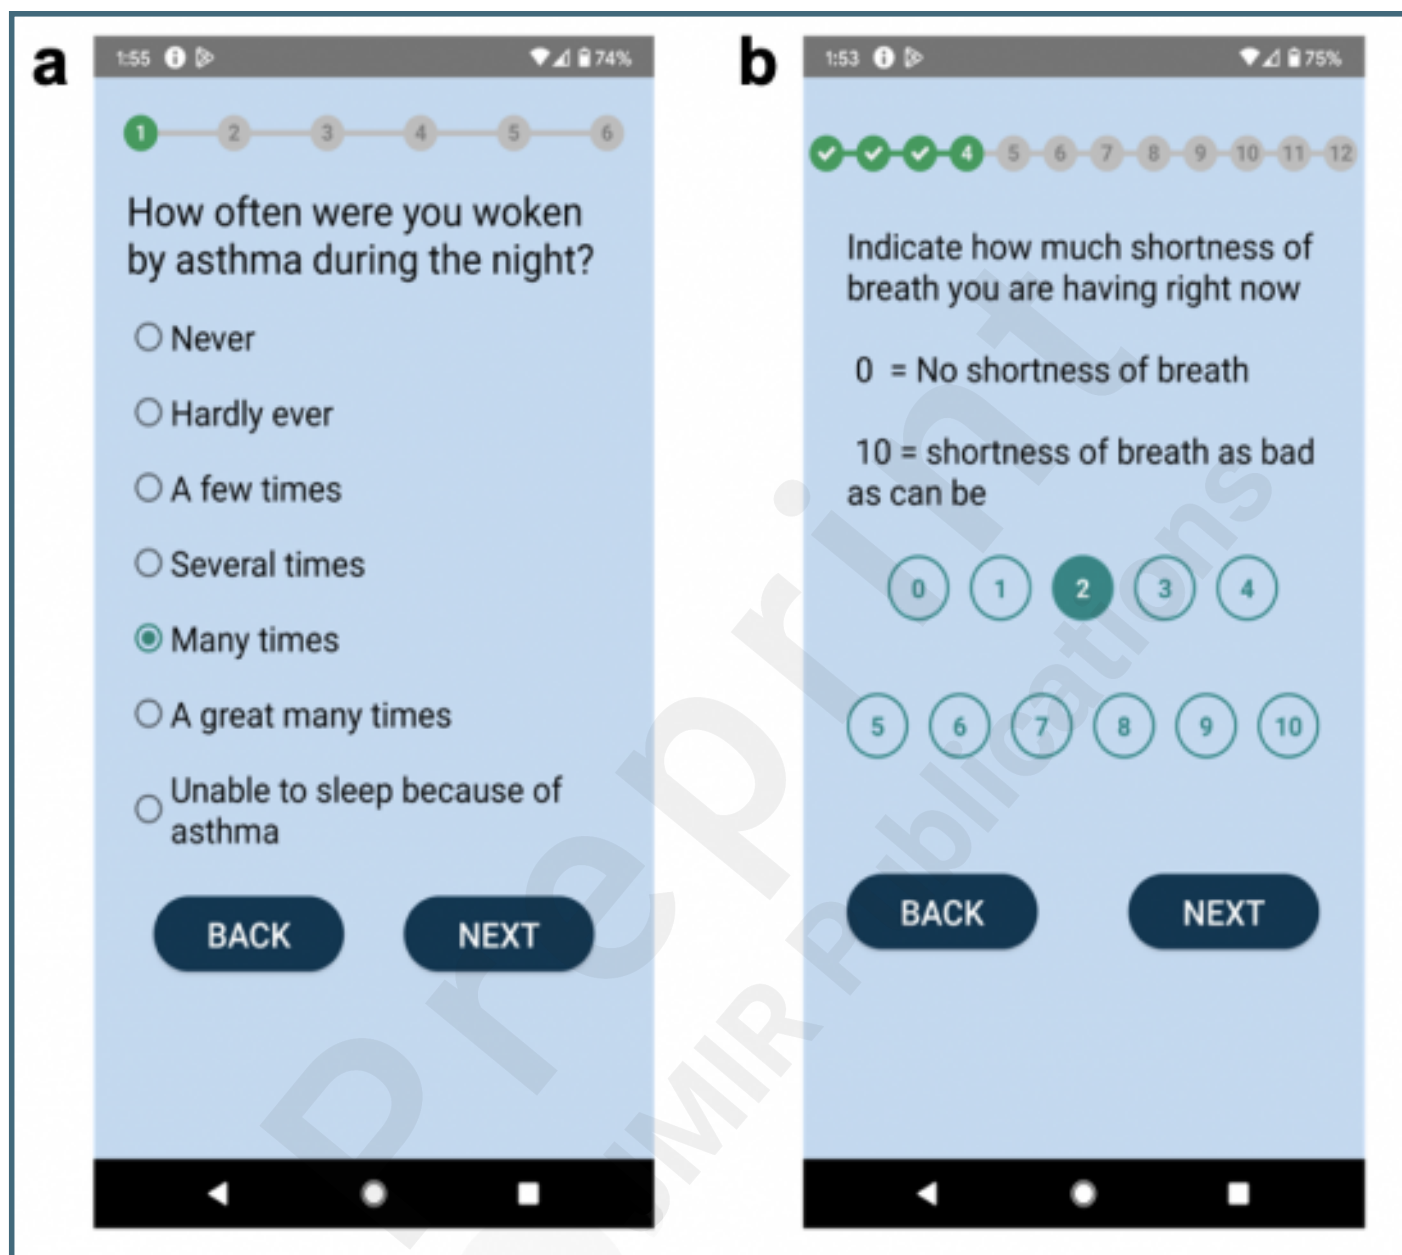 a
1:55
74%
1 2 3 4 5 6
How often were you woken
by asthma during the night?
Never
Hardly ever
A few times
Several times
Many times
A great many times
Unable to sleep because of
asthma
BACK NEXT
b
1:53
75%
4 5 6 7 8 9 10 11 12
Indicate how much shortness of
breath you are having right now
0 = No shortness of breath
10 = shortness of breath as bad
as can be
0 1 2 3 4
5 6 7 8 9 10
BACK NEXT
Preprint
JMIR Publications